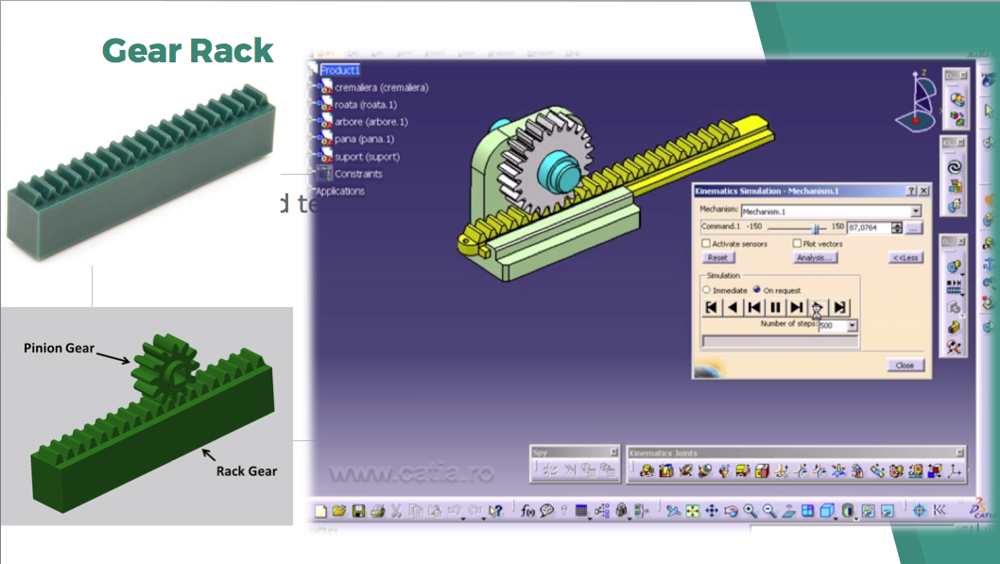 Gear Rack
d te
Pinion Gear
Rack Gear
Product1
cremaliera (cremaliera)
roata (roata.1)
arbore (arbore.1)
pana (pana.1)
suport (suport)
Constraints
Applications
z
Kinematics Simulation - Mechanism.1
Mechanism: Mechanism.1
Command.1 -150 150 87,0764 ...
Activate sensors Plot vectors
Reset Analysis... <<Less
Simulation
Immediate On request
Number of steps: 500
Close
Spy
Kinematics Joints
www.catia.ro
f(x)
CATIA